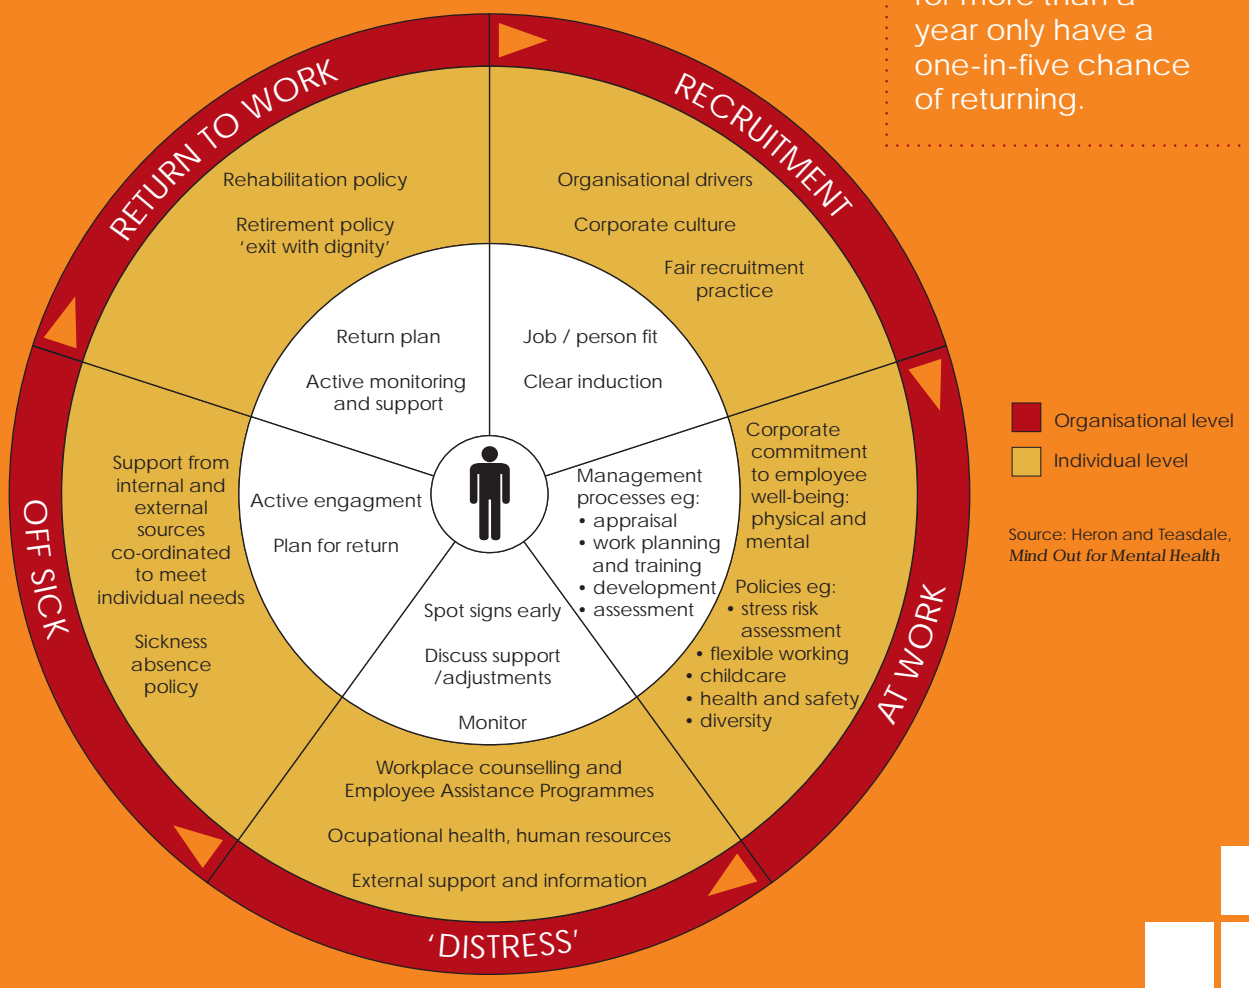 for more than a
year only have a
one-in-five chance
of returning.
RETURN TO WORK
RECRUITMENT
AT WORK
'DISTRESS'
OFF SICK
Rehabilitation policy
Retirement policy
‘exit with dignity’
Organisational drivers
Corporate culture
Fair recruitment
practice
Return plan
Active monitoring
and support
Job / person fit
Clear induction
Support from
internal and
external
sources
co-ordinated
to meet
individual needs
Sickness
absence
policy
Active engagment
Plan for return
Management
processes eg:
• appraisal
• work planning
and training
• development
• assessment
Corporate
commitment
to employee
well-being:
physical and
mental
Policies eg:
• stress risk
assessment
• flexible working
• childcare
• health and safety
• diversity
Spot signs early
Discuss support
/adjustments
Monitor
Workplace counselling and
Employee Assistance Programmes
Ocupational health, human resources
External support and information
Organisational level
Individual level
Source: Heron and Teasdale,
Mind Out for Mental Health